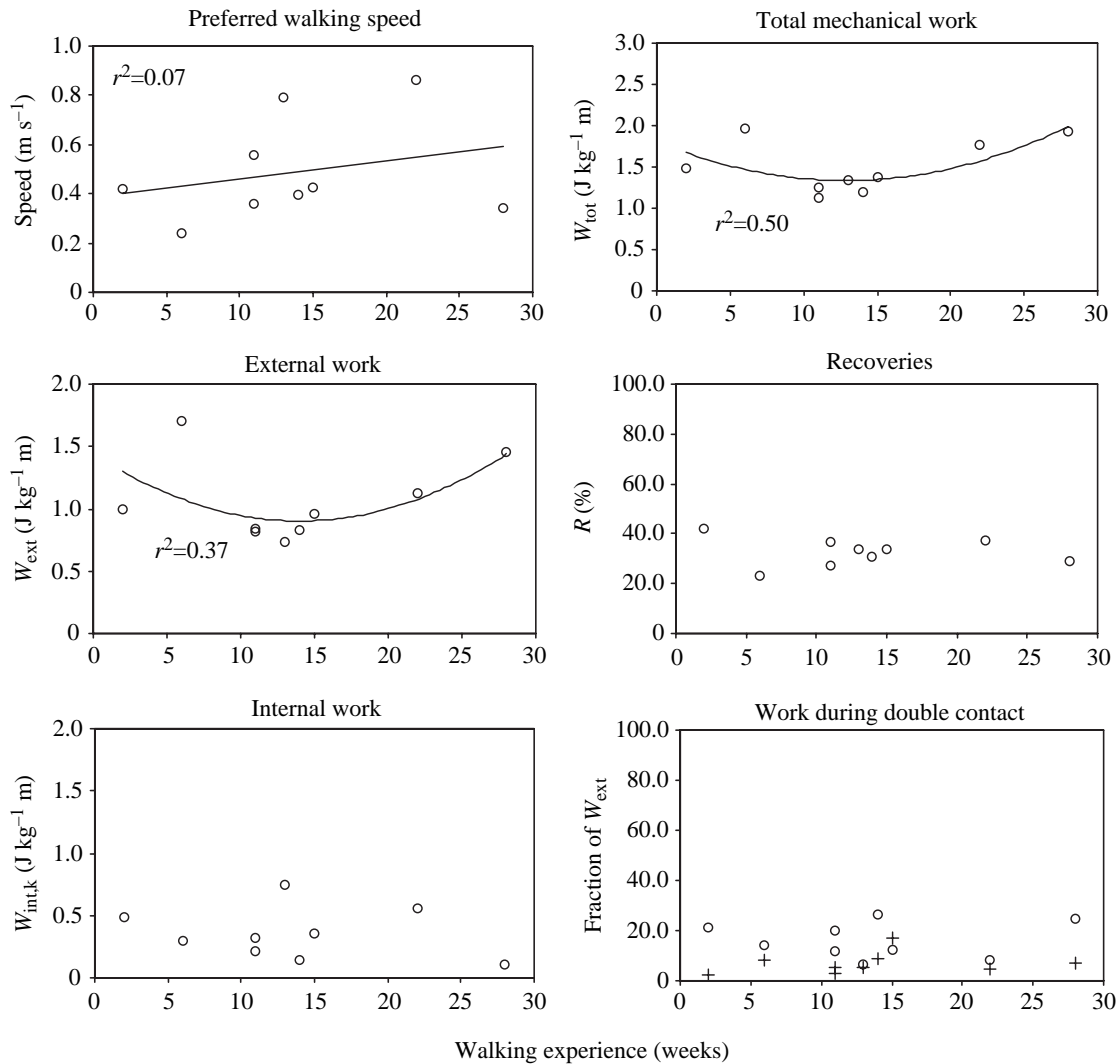 Preferred walking speed
1.0
0.8
0.6
0.4
0.2
0
r²=0.07
Speed (m s⁻¹)
0 5 10 15 20 25 30
Total mechanical work
3.0
2.5
2.0
1.5
1.0
0.5
0
r²=0.50
W_tot (J kg⁻¹ m)
0 5 10 15 20 25 30
External work
2.0
1.5
1.0
0.5
0
r²=0.37
W_ext (J kg⁻¹ m)
0 5 10 15 20 25 30
Recoveries
100.0
80.0
60.0
40.0
20.0
0
R (%)
0 5 10 15 20 25 30
Internal work
2.0
1.5
1.0
0.5
0
W_int,k (J kg⁻¹ m)
0 5 10 15 20 25 30
Work during double contact
100.0
80.0
60.0
40.0
20.0
0
Fraction of W_ext
0 5 10 15 20 25 30
Walking experience (weeks)